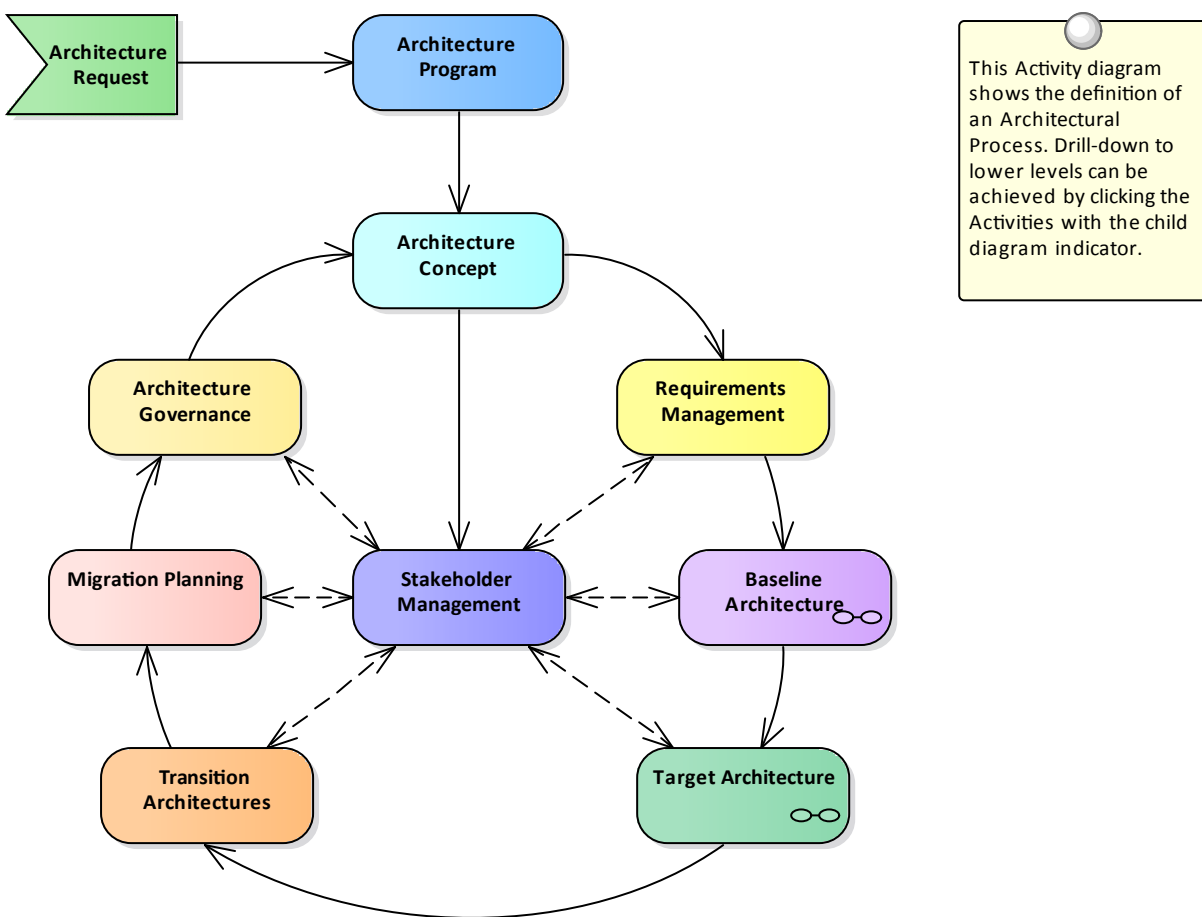 Architecture
Request
Architecture
Program
This Activity diagram
shows the definition of
an Architectural
Process. Drill-down to
lower levels can be
achieved by clicking the
Activities with the child
diagram indicator.
Architecture
Concept
Architecture
Governance
Requirements
Management
Migration Planning
Stakeholder
Management
Baseline
Architecture
Transition
Architectures
Target Architecture